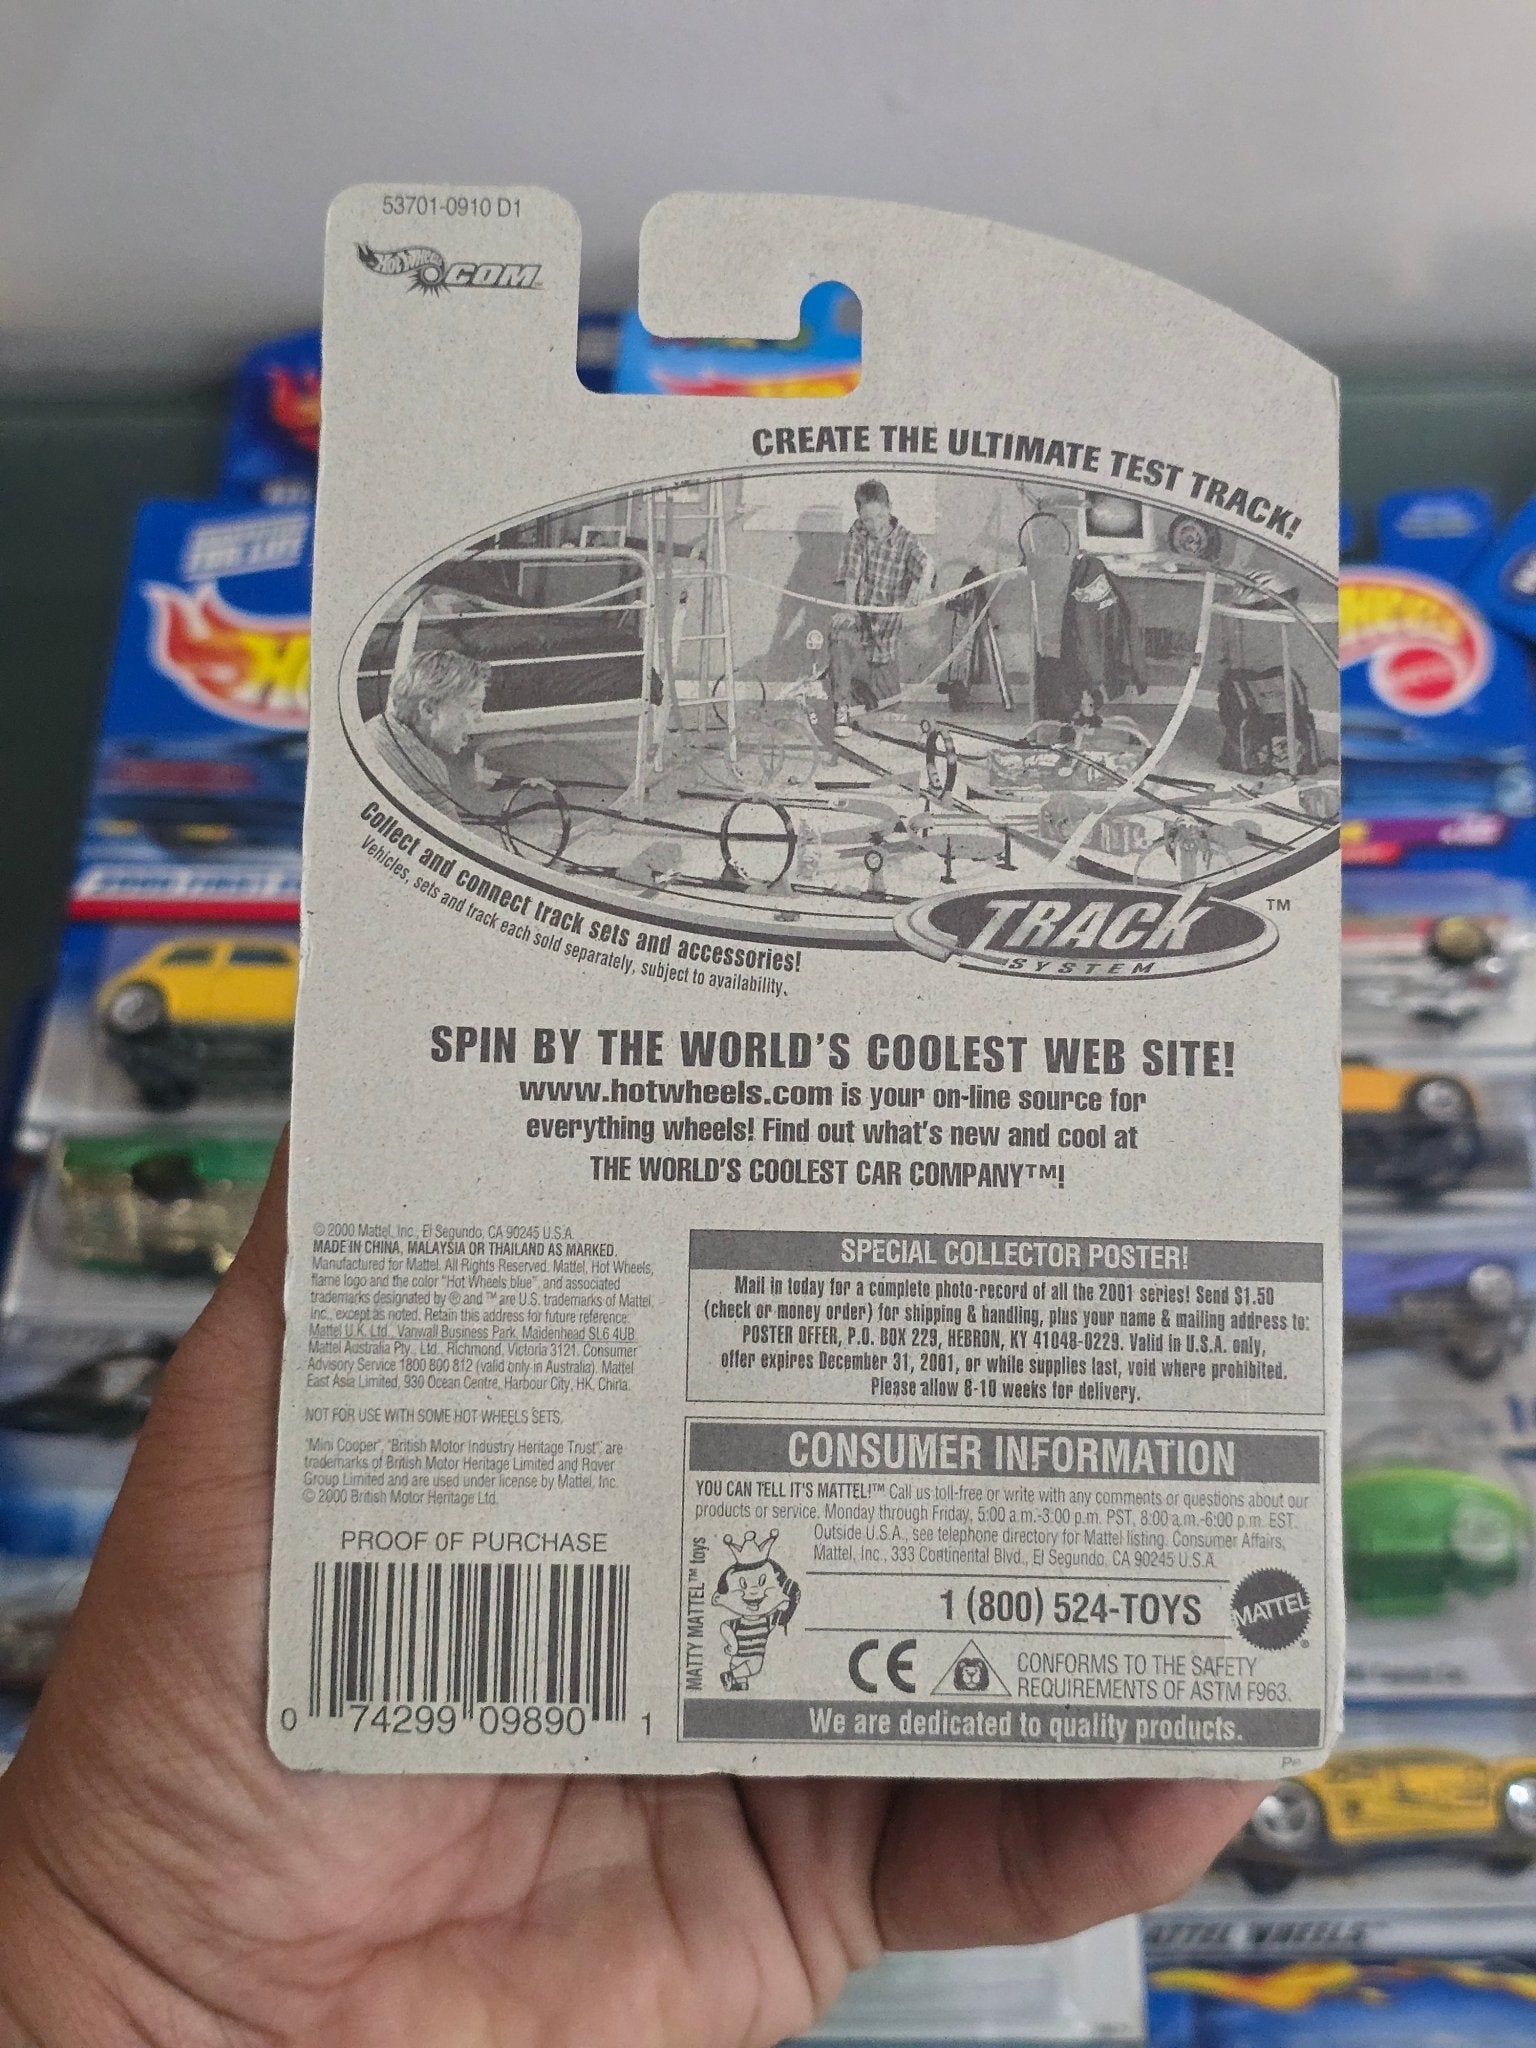 53701-0910 D1
HOT WHEELS .COM
CREATE THE ULTIMATE TEST TRACK!
Collect and connect track sets and accessories!
Vehicles, sets and track each sold separately, subject to availability.
TRACK ™
SYSTEM
SPIN BY THE WORLD'S COOLEST WEB SITE!
www.hotwheels.com is your on-line source for
everything wheels! Find out what's new and cool at
THE WORLD'S COOLEST CAR COMPANY™!
© 2000 Mattel, Inc., El Segundo, CA 90245 U.S.A.
MADE IN CHINA, MALAYSIA OR THAILAND AS MARKED.
Manufactured for Mattel. All Rights Reserved. Mattel, Hot Wheels,
flame logo and the color "Hot Wheels blue", and associated
trademarks designated by ® and ™ are U.S. trademarks of Mattel,
Inc., except as noted. Retain this address for future reference:
Mattel U.K. Ltd., Vanwall Business Park, Maidenhead SL6 4UB.
Mattel Australia Pty., Ltd., Richmond, Victoria 3121. Consumer
Advisory Service 1800 800 812 (valid only in Australia). Mattel
East Asia Limited, 930 Ocean Centre, Harbour City, HK, China.
NOT FOR USE WITH SOME HOT WHEELS SETS.
"Mini Cooper", "British Motor Industry Heritage Trust", are
trademarks of British Motor Heritage Limited and Rover
Group Limited and are used under license by Mattel, Inc.
© 2000 British Motor Heritage Ltd.
PROOF OF PURCHASE
0 74299 09890 1
SPECIAL COLLECTOR POSTER!
Mail in today for a complete photo-record of all the 2001 series! Send $1.50
(check or money order) for shipping & handling, plus your name & mailing address to:
POSTER OFFER, P.O. BOX 229, HEBRON, KY 41048-0229. Valid in U.S.A. only,
offer expires December 31, 2001, or while supplies last, void where prohibited.
Please allow 8-10 weeks for delivery.
CONSUMER INFORMATION
YOU CAN TELL IT'S MATTEL!™ Call us toll-free or write with any comments or questions about our
products or service. Monday through Friday, 5:00 a.m.-3:00 p.m. PST, 8:00 a.m.-6:00 p.m. EST.
Outside U.S.A., see telephone directory for Mattel listing. Consumer Affairs,
Mattel, Inc., 333 Continental Blvd., El Segundo, CA 90245 U.S.A.
MATTY MATTEL™ toys
1 (800) 524-TOYS
MATTEL ®
CE
CONFORMS TO THE SAFETY
REQUIREMENTS OF ASTM F963.
We are dedicated to quality products.
MATTEL WHEELS